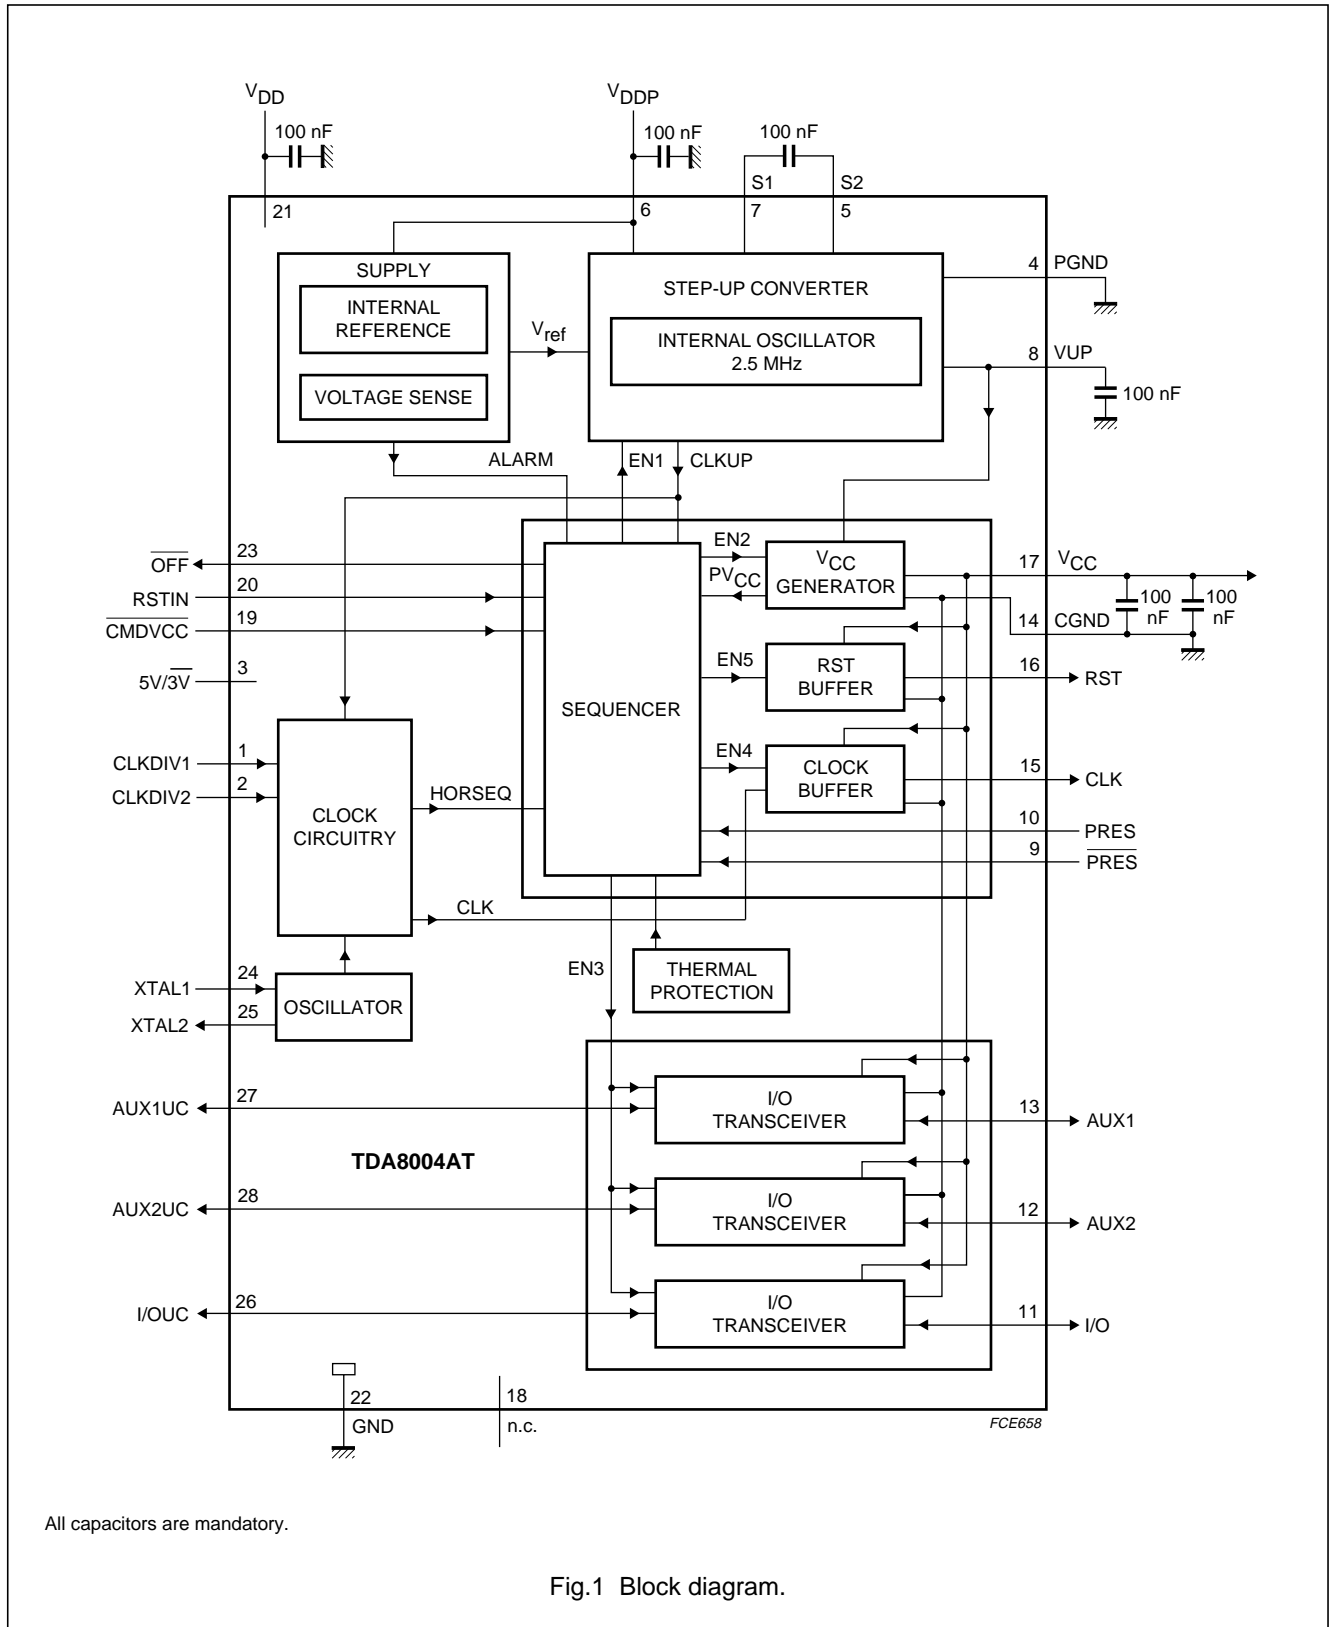 VDD
VDDP
100 nF
100 nF
100 nF
S1
S2
21
6
7
5
SUPPLY
INTERNAL
REFERENCE
VOLTAGE SENSE
Vref
STEP-UP CONVERTER
INTERNAL OSCILLATOR
2.5 MHz
4
PGND
8
VUP
100 nF
ALARM
EN1
CLKUP
OFF
23
RSTIN
20
CMDVCC
19
5V/3V
3
EN2
PVCC
VCC
GENERATOR
17
VCC
100
nF
100
nF
14
CGND
SEQUENCER
EN5
RST
BUFFER
16
RST
EN4
CLOCK
BUFFER
15
CLK
CLKDIV1
1
CLKDIV2
2
CLOCK
CIRCUITRY
HORSEQ
10
PRES
9
PRES
CLK
EN3
THERMAL
PROTECTION
XTAL1
24
XTAL2
25
OSCILLATOR
AUX1UC
27
I/O
TRANSCEIVER
13
AUX1
TDA8004AT
AUX2UC
28
I/O
TRANSCEIVER
12
AUX2
I/OUC
26
I/O
TRANSCEIVER
11
I/O
22
GND
18
n.c.
FCE658
All capacitors are mandatory.
Fig.1 Block diagram.